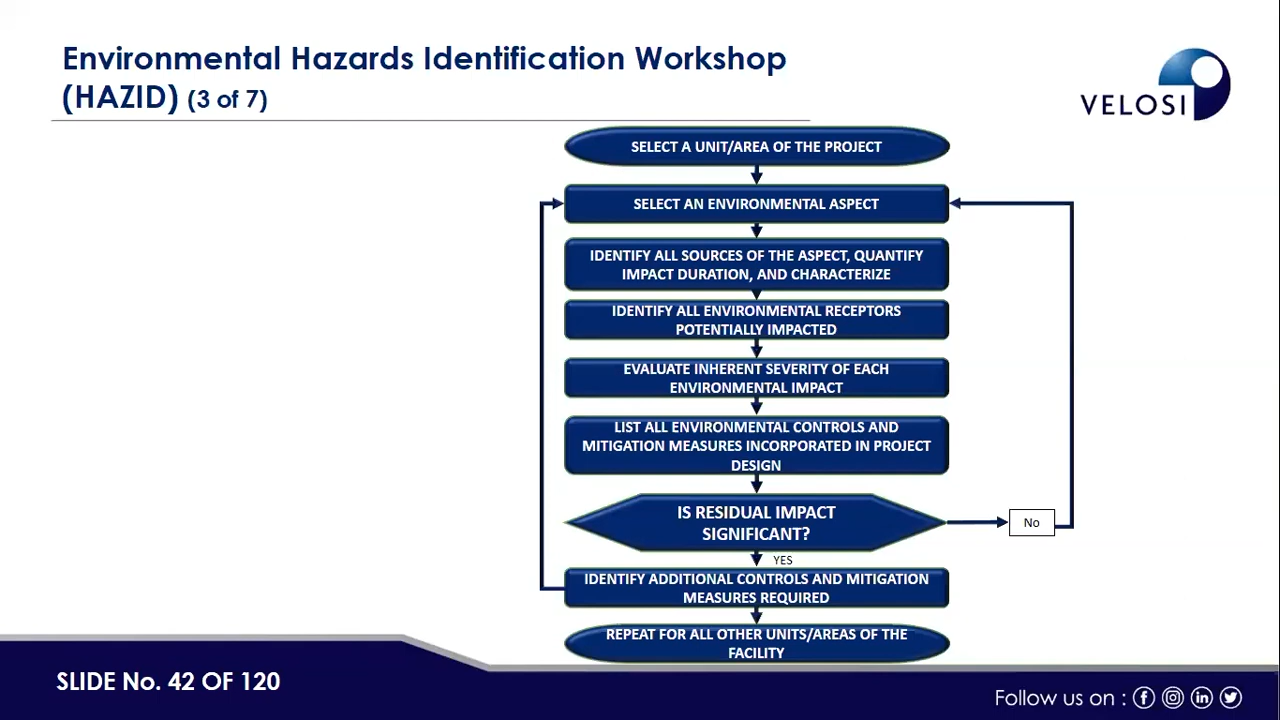 Environmental Hazards Identification Workshop
(HAZID) (3 of 7)
VELOSI
SELECT A UNIT/AREA OF THE PROJECT
SELECT AN ENVIRONMENTAL ASPECT
IDENTIFY ALL SOURCES OF THE ASPECT, QUANTIFY
IMPACT DURATION, AND CHARACTERIZE
IDENTIFY ALL ENVIRONMENTAL RECEPTORS
POTENTIALLY IMPACTED
EVALUATE INHERENT SEVERITY OF EACH
ENVIRONMENTAL IMPACT
LIST ALL ENVIRONMENTAL CONTROLS AND
MITIGATION MEASURES INCORPORATED IN PROJECT
DESIGN
IS RESIDUAL IMPACT
SIGNIFICANT?
No
YES
IDENTIFY ADDITIONAL CONTROLS AND MITIGATION
MEASURES REQUIRED
REPEAT FOR ALL OTHER UNITS/AREAS OF THE
FACILITY
SLIDE No. 42 OF 120
Follow us on :